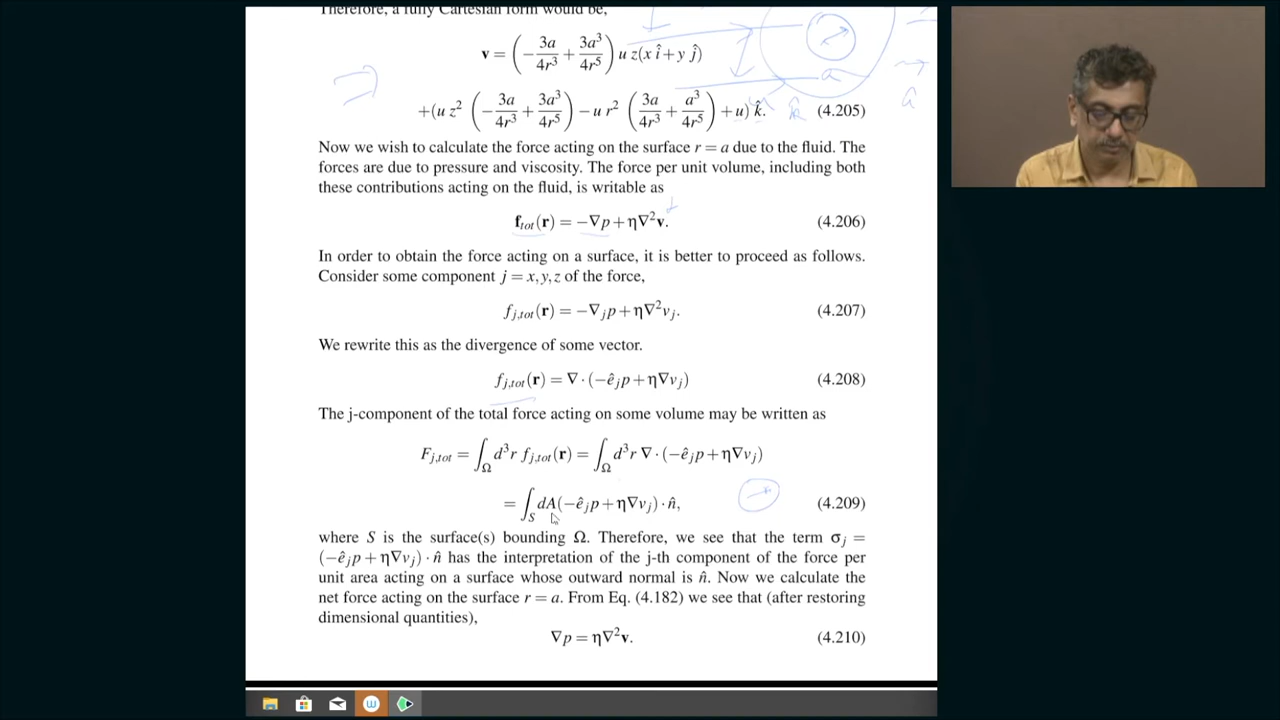 Therefore, a fully Cartesian form would be,
v = (−3a/4r³ + 3a³/4r⁵) u z(x î + y ĵ)
+(u z² (−3a/4r³ + 3a³/4r⁵) − u r² (3a/4r³ + a³/4r⁵) + u) k̂. (4.205)
Now we wish to calculate the force acting on the surface r = a due to the fluid. The
forces are due to pressure and viscosity. The force per unit volume, including both
these contributions acting on the fluid, is writable as
f_tot(r) = −∇p + η∇²v. (4.206)
In order to obtain the force acting on a surface, it is better to proceed as follows.
Consider some component j = x, y, z of the force,
f_j,tot(r) = −∇_j p + η∇²v_j. (4.207)
We rewrite this as the divergence of some vector.
f_j,tot(r) = ∇ · (−ê_j p + η∇v_j) (4.208)
The j-component of the total force acting on some volume may be written as
F_j,tot = ∫_Ω d³r f_j,tot(r) = ∫_Ω d³r ∇ · (−ê_j p + η∇v_j)
= ∫_S dA(−ê_j p + η∇v_j) · n̂, (4.209)
where S is the surface(s) bounding Ω. Therefore, we see that the term σ_j =
(−ê_j p + η∇v_j) · n̂ has the interpretation of the j-th component of the force per
unit area acting on a surface whose outward normal is n̂. Now we calculate the
net force acting on the surface r = a. From Eq. (4.182) we see that (after restoring
dimensional quantities),
∇p = η∇²v. (4.210)